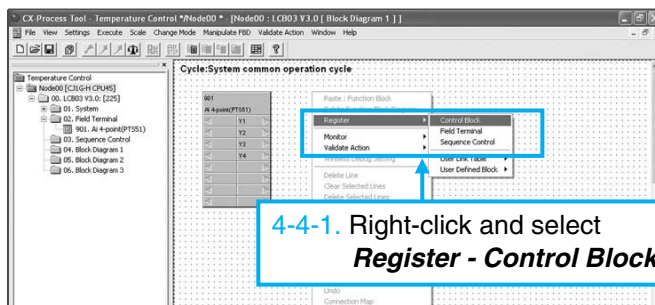 CX-Process Tool - Temperature Control *Node00 * - [Node00 : LCB03 V3.0 [ Block Diagram 1 ] ]
File View Settings Execute Scale Change Mode Manipulate FBD Validate Action Window Help
Temperature Control
Node00 [CJ1G-H CPU45]
00. LCB03 V3.0: [225]
01. System
02. Field Terminal
901. Ai 4-point(PTS51)
03. Sequence Control
04. Block Diagram 1
05. Block Diagram 2
06. Block Diagram 3
Cycle:System common operation cycle
901
Ai 4-point(PTS51)
Y1
Y2
Y3
Y4
Paste : Function Block
Register
Monitor
Validate Action
Delete Line
Clear Selected Lines
Delete Selected Lines
Undo
Connection Map
Control Block
Field Terminal
Sequence Control
User Link Table
User Defined Block
4-4-1. Right-click and select
Register - Control Block